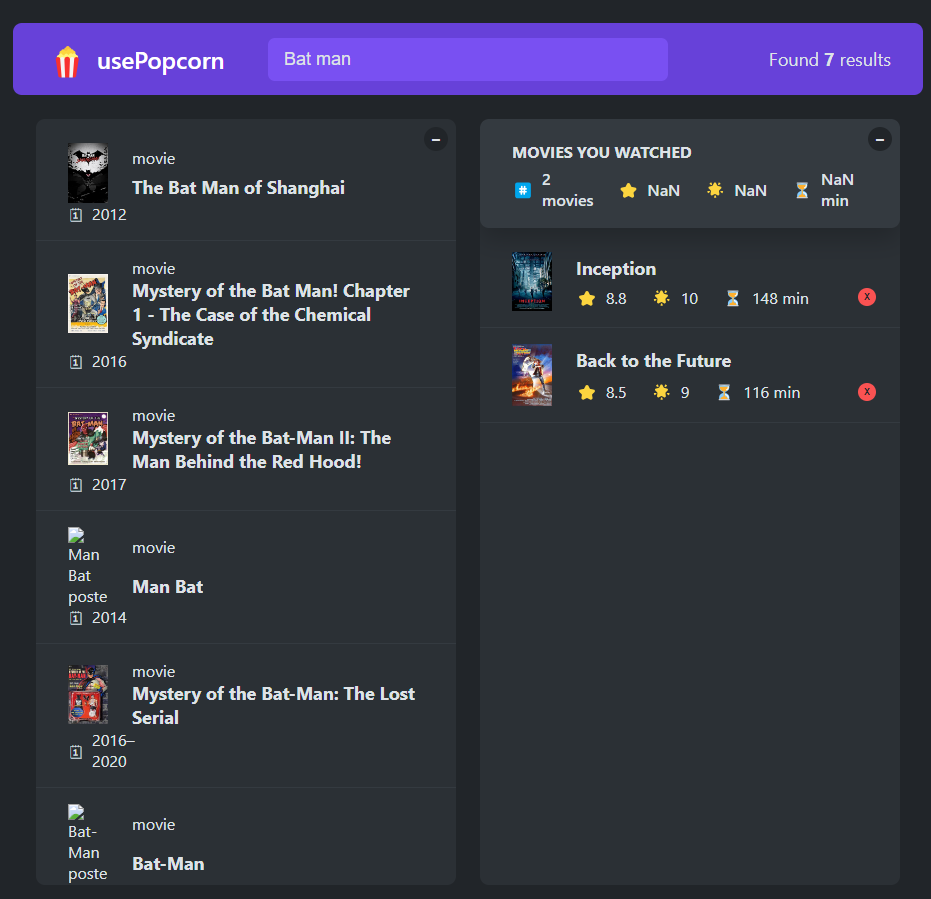 usePopcorn
Bat man
Found 7 results
movie
The Bat Man of Shanghai
2012
movie
Mystery of the Bat Man! Chapter
1 - The Case of the Chemical
Syndicate
2016
movie
Mystery of the Bat-Man II: The
Man Behind the Red Hood!
2017
Man
Bat
poste
movie
Man Bat
2014
movie
Mystery of the Bat-Man: The Lost
Serial
2016–
2020
Bat-
Man
poste
movie
Bat-Man
MOVIES YOU WATCHED
#
2
movies
NaN
NaN
NaN
min
Inception
8.8
10
148 min
X
Back to the Future
8.5
9
116 min
X